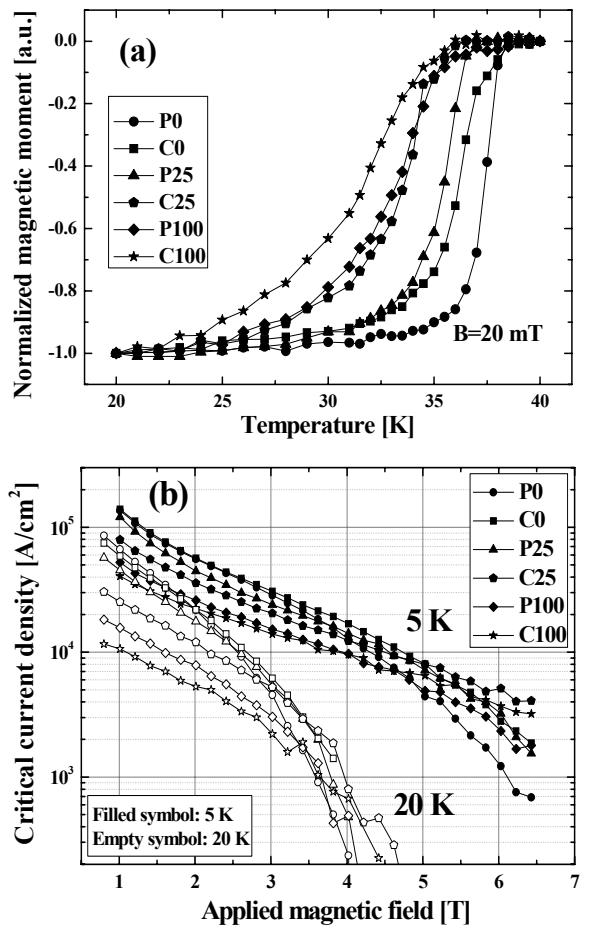 (a)
0.0
-0.2
-0.4
-0.6
-0.8
-1.0
Normalized magnetic moment [a.u.]
P0
C0
P25
C25
P100
C100
B=20 mT
20
25
30
35
40
Temperature [K]
(b)
10^5
10^4
10^3
Critical current density [A/cm²]
P0
C0
P25
C25
P100
C100
5 K
20 K
Filled symbol: 5 K
Empty symbol: 20 K
1
2
3
4
5
6
7
Applied magnetic field [T]